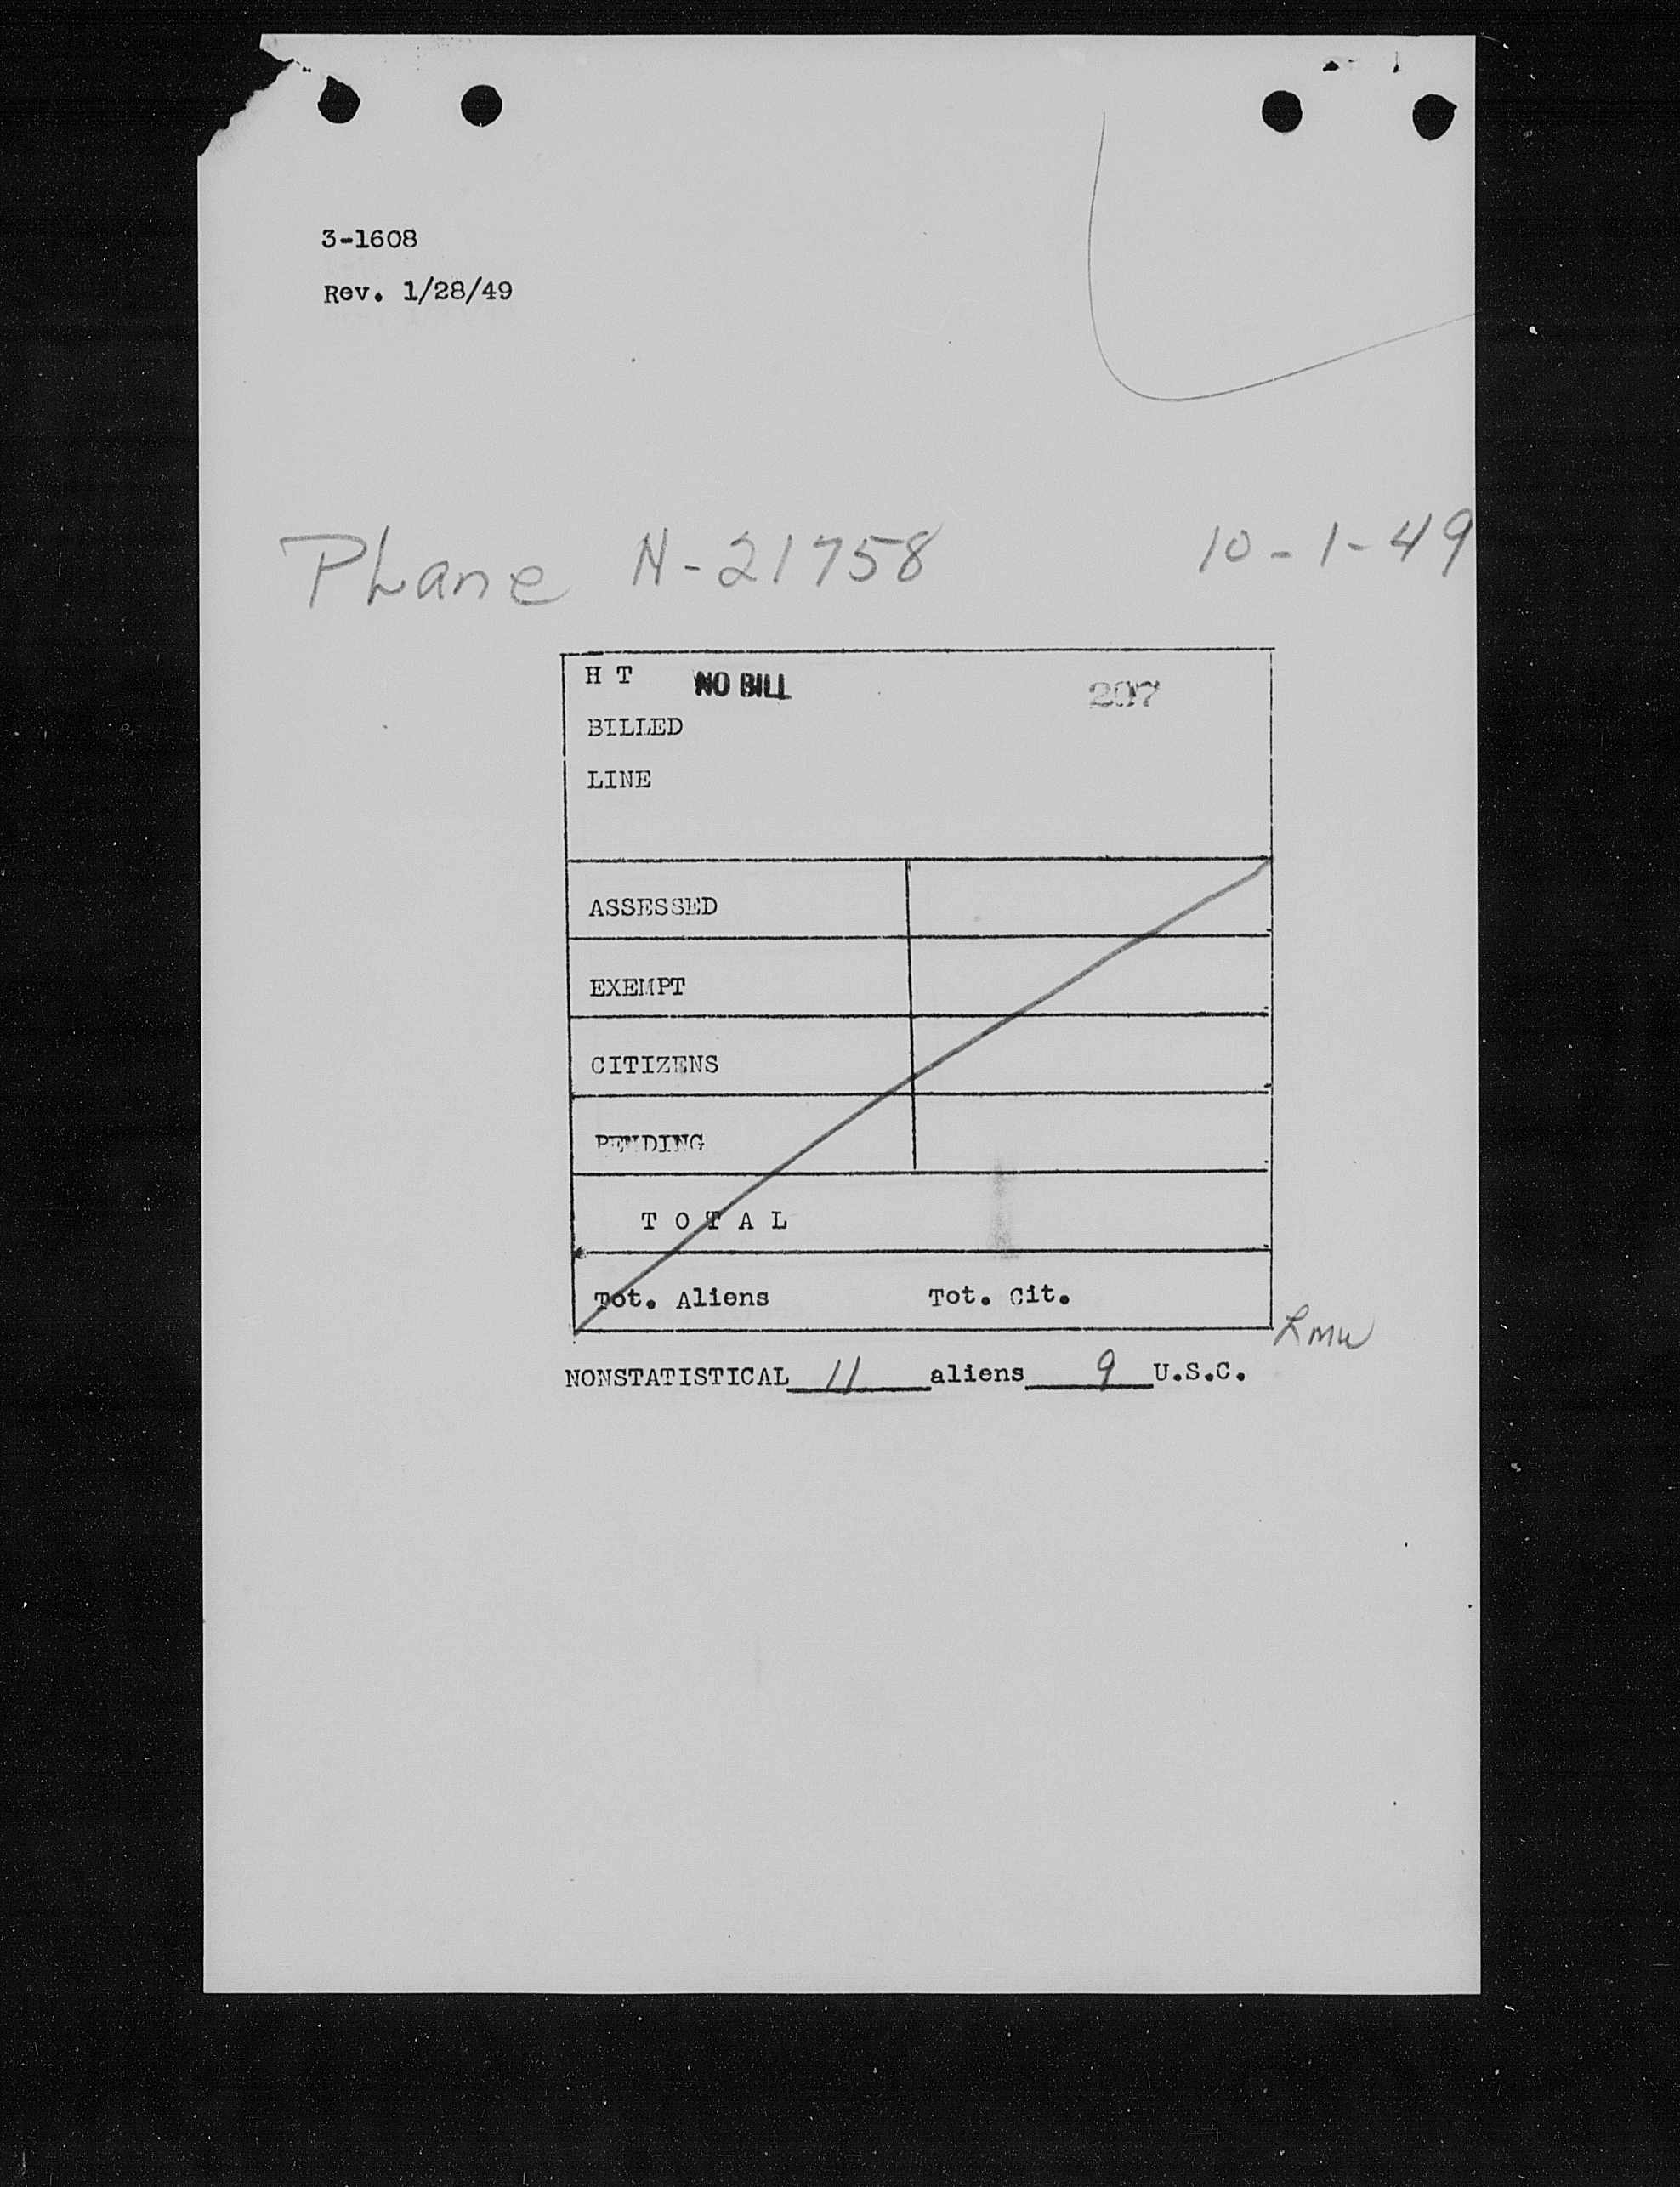 3-1608
Rev. 1/28/49
PLane N-21758 10-1-49
H T NO BILL 207
BILLED
LINE
ASSESSED
EXEMPT
CITIZENS
PENDING
T O T A L
Tot. Aliens Tot. Cit.
NONSTATISTICAL 11 aliens 9 U.S.C.